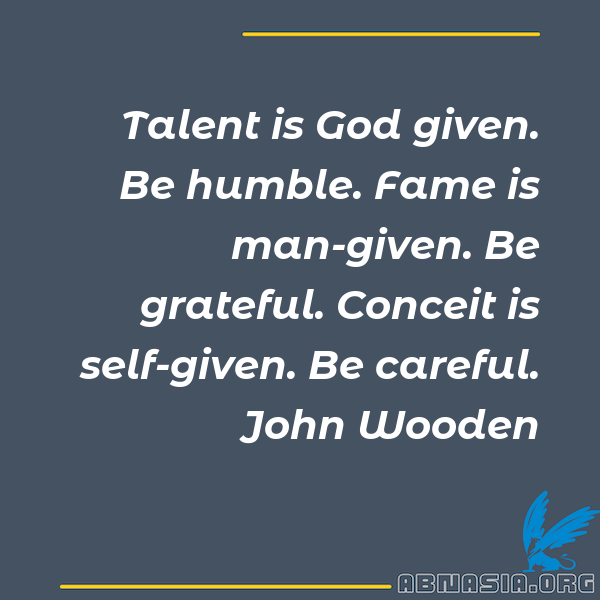 Talent is God given.
Be humble. Fame is
man-given. Be
grateful. Conceit is
self-given. Be careful.
John Wooden
ABNASIA.ORG